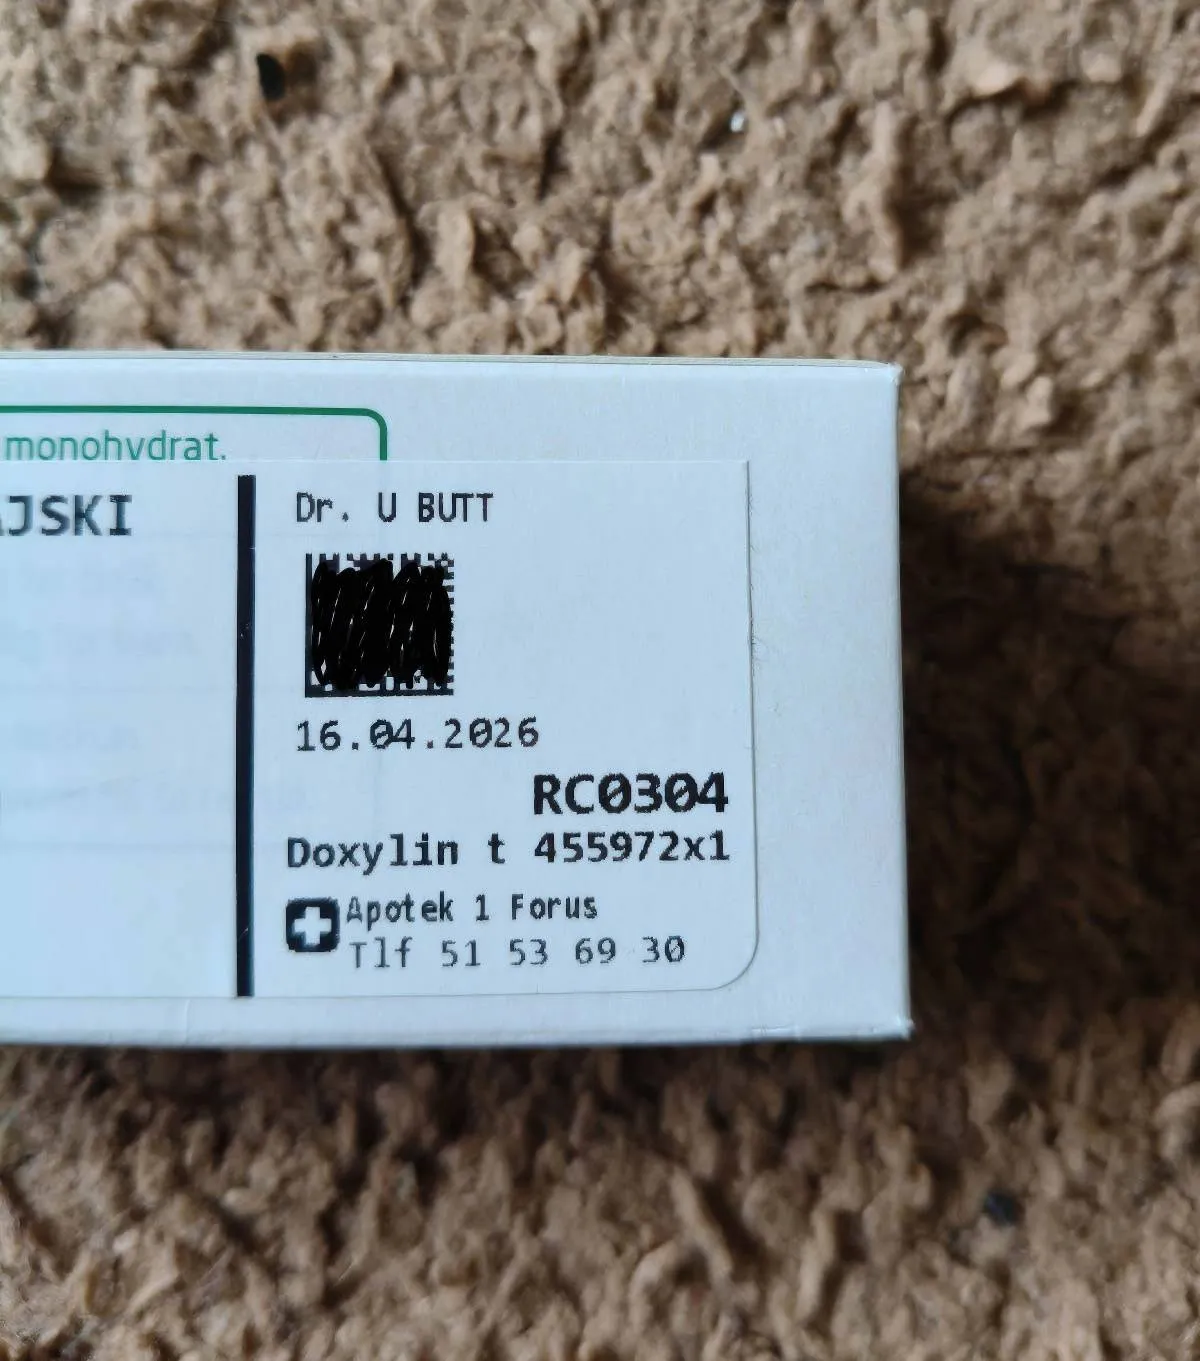 monohydrat.
AJSKI
Dr. U BUTT
16.04.2026
RC0304
Doxylin t 455972x1
Apotek 1 Forus
Tlf 51 53 69 30